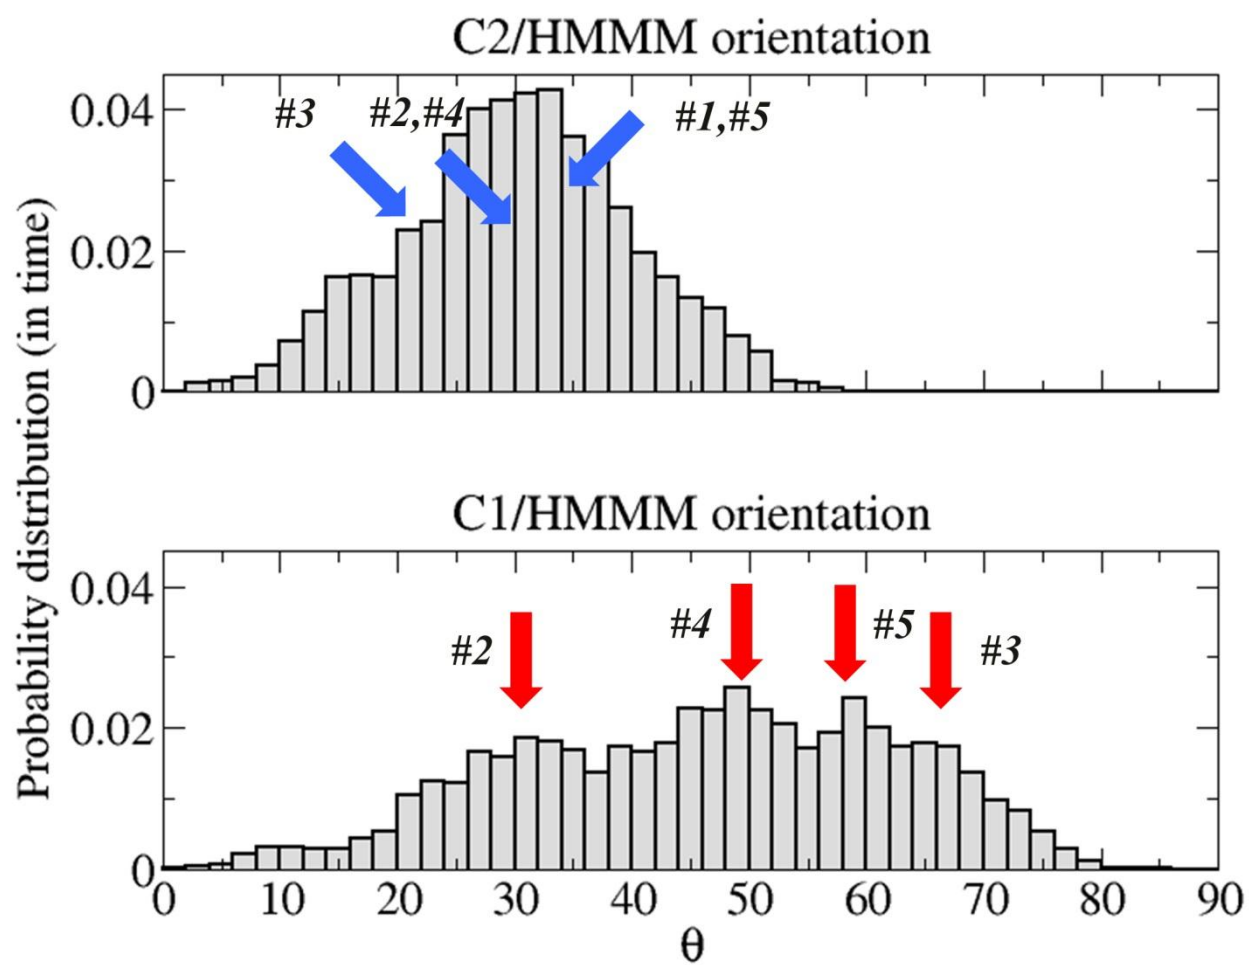 C2/HMMM orientation
#3
#2,#4
#1,#5
0.04
0.02
0
Probability distribution (in time)
C1/HMMM orientation
#2
#4
#5
#3
0.04
0.02
0
0 10 20 30 40 50 60 70 80 90
θ